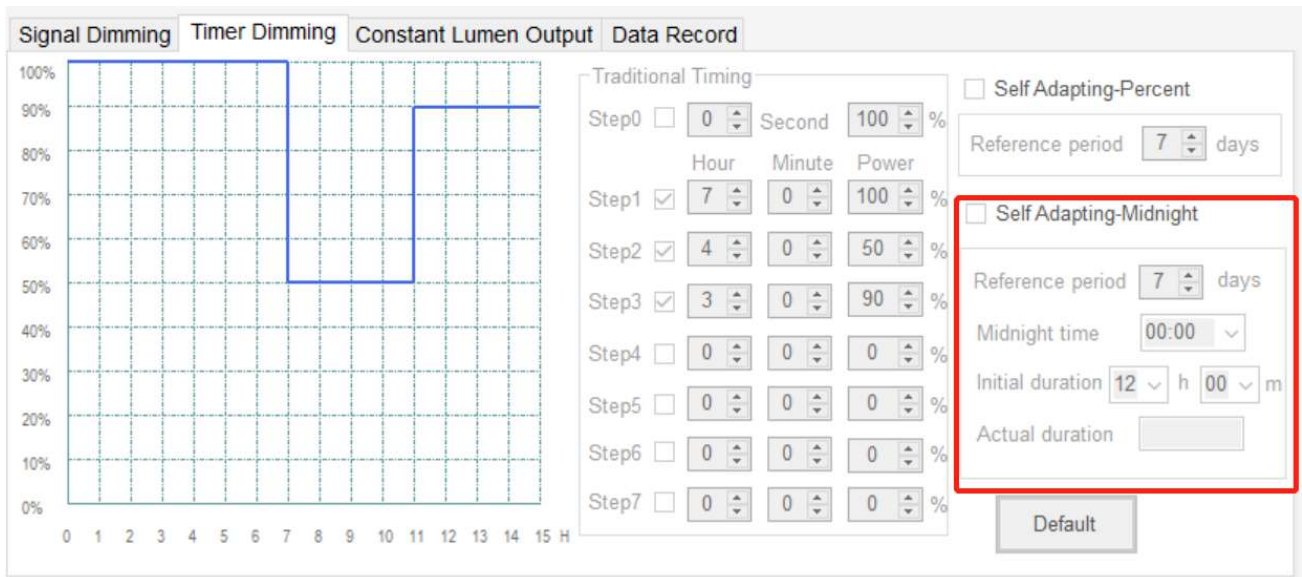 Signal Dimming Timer Dimming Constant Lumen Output Data Record
100%
90%
80%
70%
60%
50%
40%
30%
20%
10%
0%
0 1 2 3 4 5 6 7 8 9 10 11 12 13 14 15 H
Traditional Timing
Step0 0 Second 100 %
Hour Minute Power
Step1 7 0 100 %
Step2 4 0 50 %
Step3 3 0 90 %
Step4 0 0 0 %
Step5 0 0 0 %
Step6 0 0 0 %
Step7 0 0 0 %
Self Adapting-Percent
Reference period 7 days
Self Adapting-Midnight
Reference period 7 days
Midnight time 00:00
Initial duration 12 h 00 m
Actual duration
Default